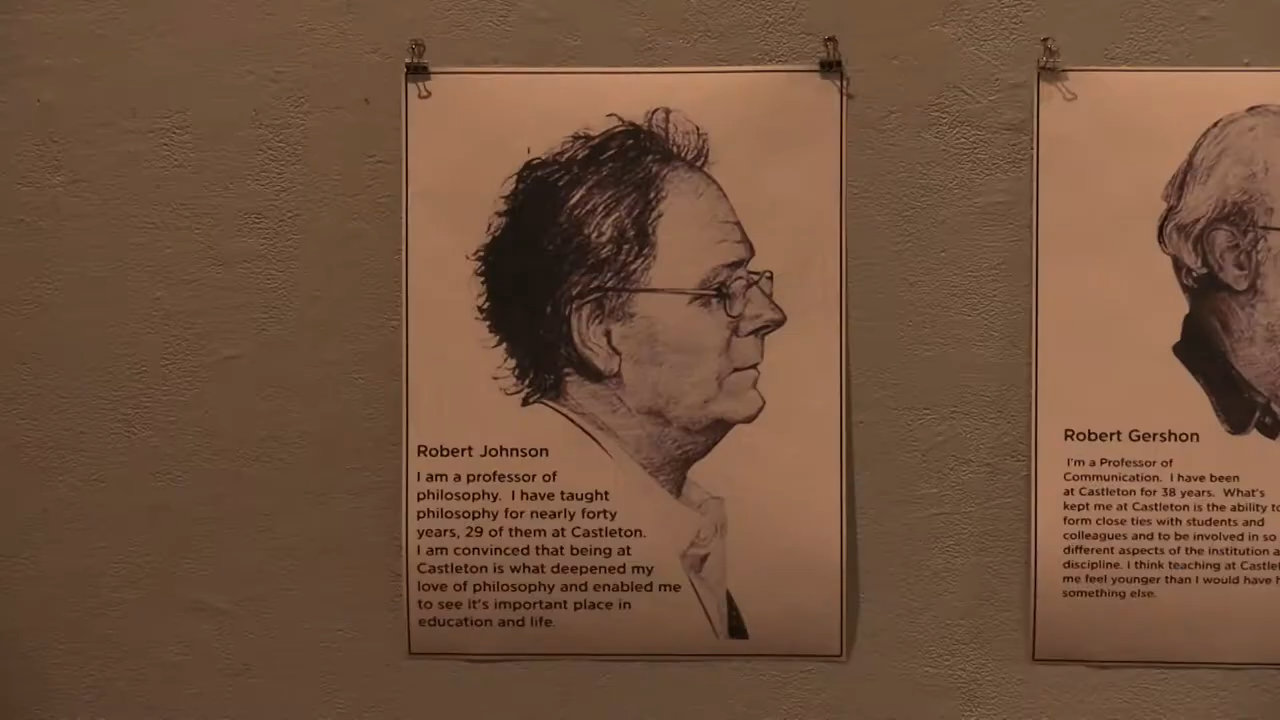 Robert Johnson
I am a professor of
philosophy. I have taught
philosophy for nearly forty
years, 29 of them at Castleton.
I am convinced that being at
Castleton is what deepened my
love of philosophy and enabled me
to see it's important place in
education and life.
Robert Gershon
I'm a Professor of
Communication. I have been
at Castleton for 38 years. What's
kept me at Castleton is the ability
form close ties with students and
colleagues and to be involved in so
different aspects of the institution
discipline. I think teaching at
me feel younger than I would have
something else.